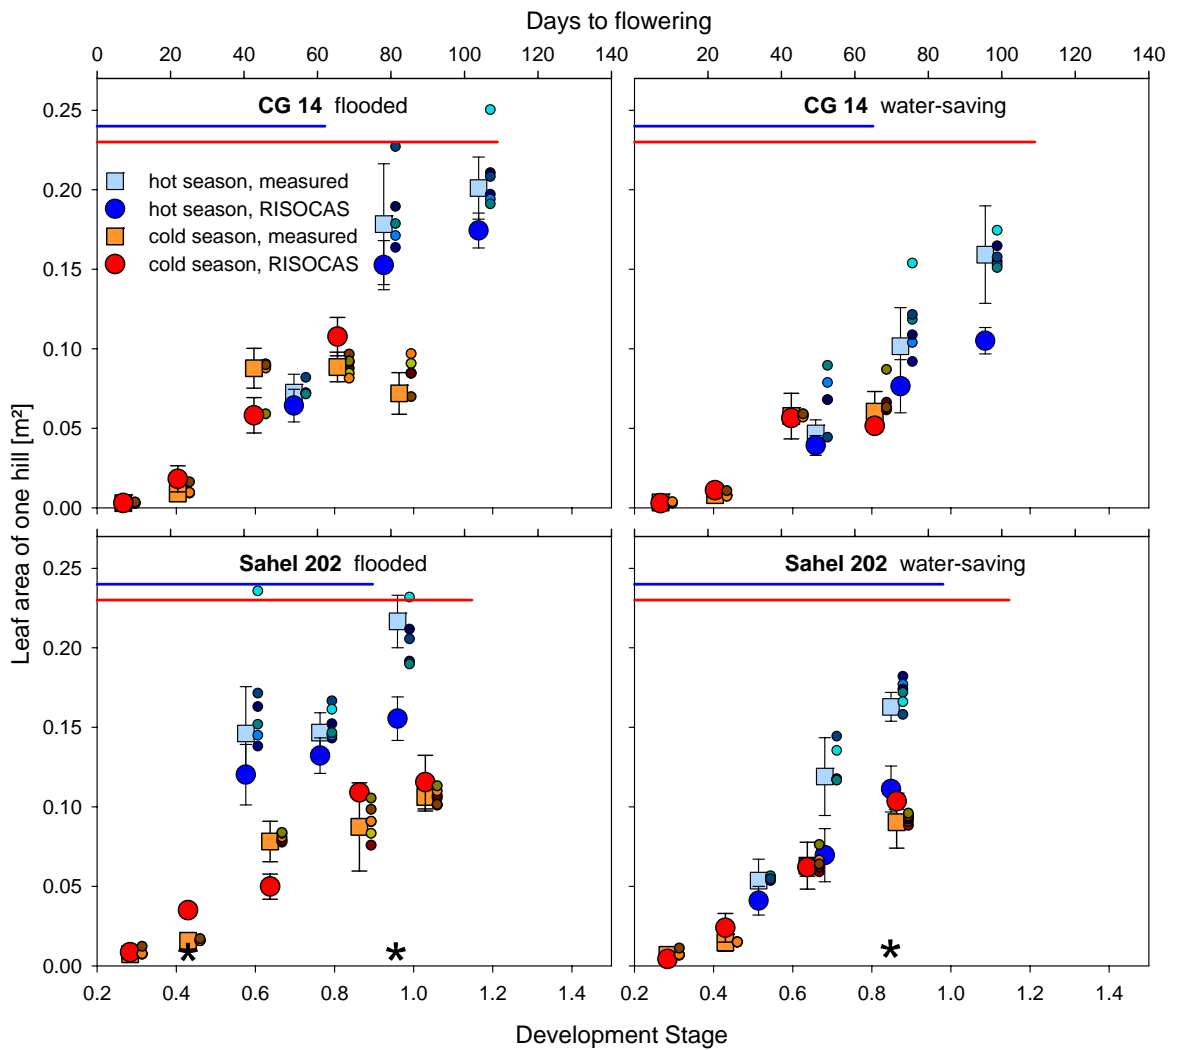 Days to flowering
0 20 40 60 80 100 120 140
20 40 60 80 100 120 140
CG 14 flooded
CG 14 water-saving
0.25
0.20
0.15
0.10
0.05
0.00
hot season, measured
hot season, RISOCAS
cold season, measured
cold season, RISOCAS
Leaf area of one hill [m²]
Sahel 202 flooded
Sahel 202 water-saving
0.25
0.20
0.15
0.10
0.05
0.00
*
*
*
0.2 0.4 0.6 0.8 1.0 1.2 1.4
0.2 0.4 0.6 0.8 1.0 1.2 1.4
Development Stage